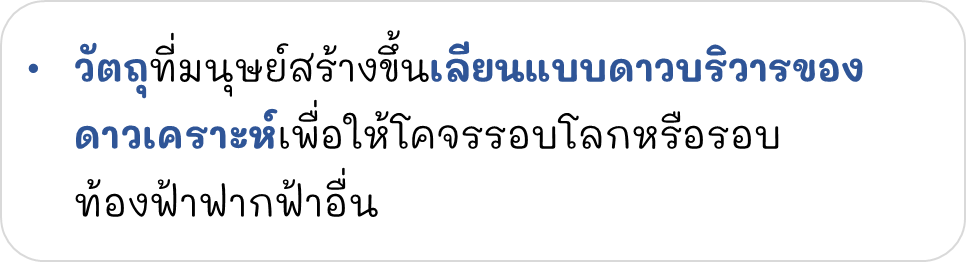 • วัตถุที่มนุษย์สร้างขึ้นเลียนแบบดาวบริวารของ
ดาวเคราะห์เพื่อให้โคจรรอบโลกหรือรอบ
ท้องฟ้าฟากฟ้าอื่น